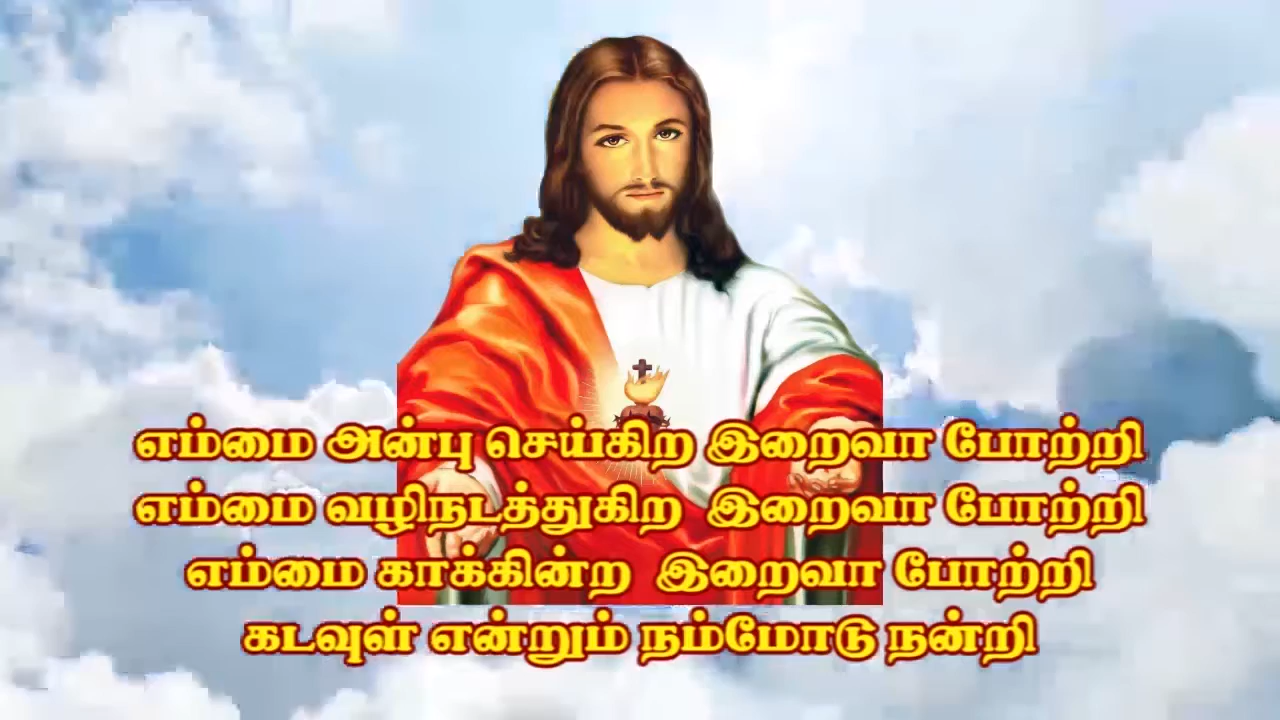 எம்மை அன்பு செய்கிற இறைவா போற்றி
எம்மை வழிநடத்துகிற இறைவா போற்றி
எம்மை காக்கின்ற இறைவா போற்றி
கடவுள் என்றும் நம்மோடு நன்றி